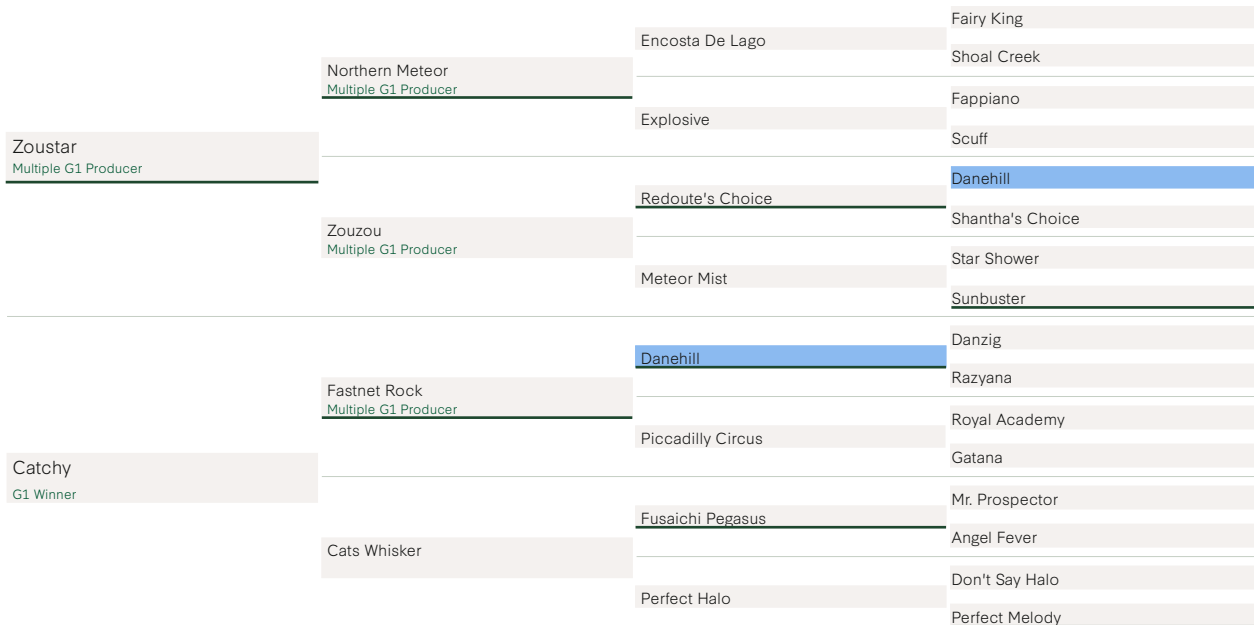 Zoustar
Multiple G1 Producer
Northern Meteor
Multiple G1 Producer
Encosta De Lago
Fairy King
Shoal Creek
Explosive
Fappiano
Scuff
Zouzou
Multiple G1 Producer
Redoute's Choice
Danehill
Shantha's Choice
Meteor Mist
Star Shower
Sunbuster
Catchy
G1 Winner
Fastnet Rock
Multiple G1 Producer
Danehill
Danzig
Razyana
Piccadilly Circus
Royal Academy
Gatana
Cats Whisker
Fusaichi Pegasus
Mr. Prospector
Angel Fever
Perfect Halo
Don't Say Halo
Perfect Melody